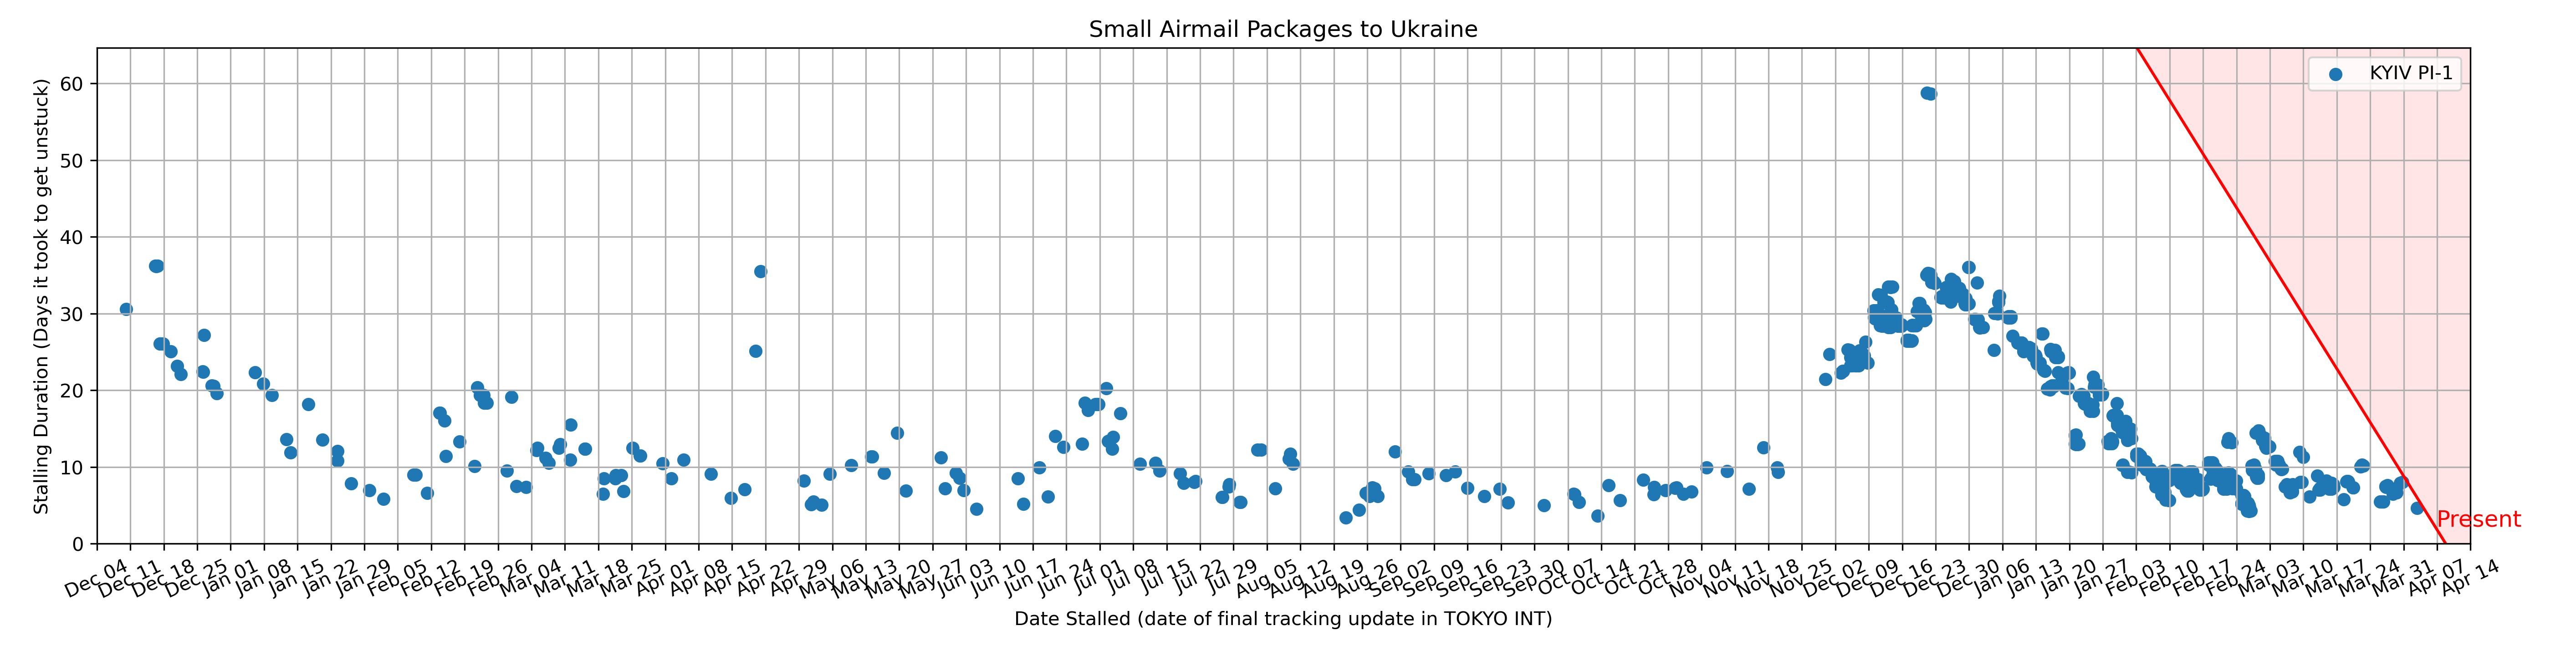 Small Airmail Packages to Ukraine
Stalling Duration (Days it took to get unstuck)
60
50
40
30
20
10
0
KYIV PI-1
Present
Dec 04
Dec 11
Dec 18
Dec 25
Jan 01
Jan 08
Jan 15
Jan 22
Jan 29
Feb 05
Feb 12
Feb 19
Feb 26
Mar 04
Mar 11
Mar 18
Mar 25
Apr 01
Apr 08
Apr 15
Apr 22
Apr 29
May 06
May 13
May 20
May 27
Jun 03
Jun 10
Jun 17
Jun 24
Jul 01
Jul 08
Jul 15
Jul 22
Jul 29
Aug 05
Aug 12
Aug 19
Aug 26
Sep 02
Sep 09
Sep 16
Sep 23
Sep 30
Oct 07
Oct 14
Oct 21
Oct 28
Nov 04
Nov 11
Nov 18
Nov 25
Dec 02
Dec 09
Dec 16
Dec 23
Dec 30
Jan 06
Jan 13
Jan 20
Jan 27
Feb 03
Feb 10
Feb 17
Feb 24
Mar 03
Mar 10
Mar 17
Mar 24
Mar 31
Apr 07
Apr 14
Date Stalled (date of final tracking update in TOKYO INT)